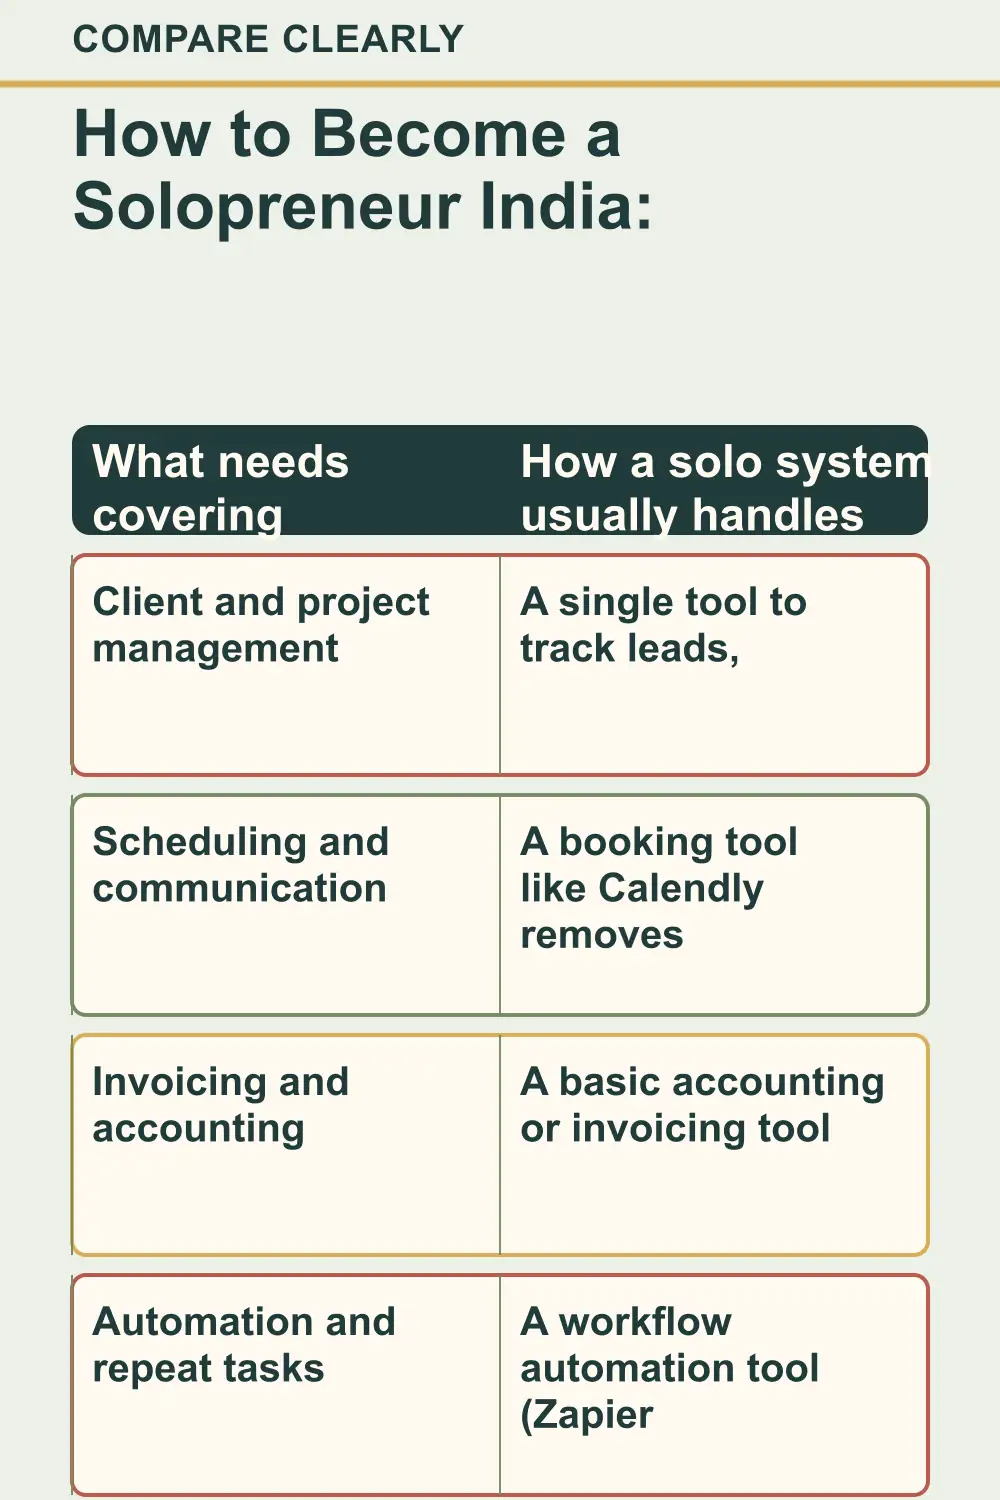 COMPARE CLEARLY
How to Become a
Solopreneur India:
What needs
covering
How a solo system
usually handles
Client and project
management
A single tool to
track leads,
Scheduling and
communication
A booking tool
like Calendly
removes
Invoicing and
accounting
A basic accounting
or invoicing tool
Automation and
repeat tasks
A workflow
automation tool
(Zapier